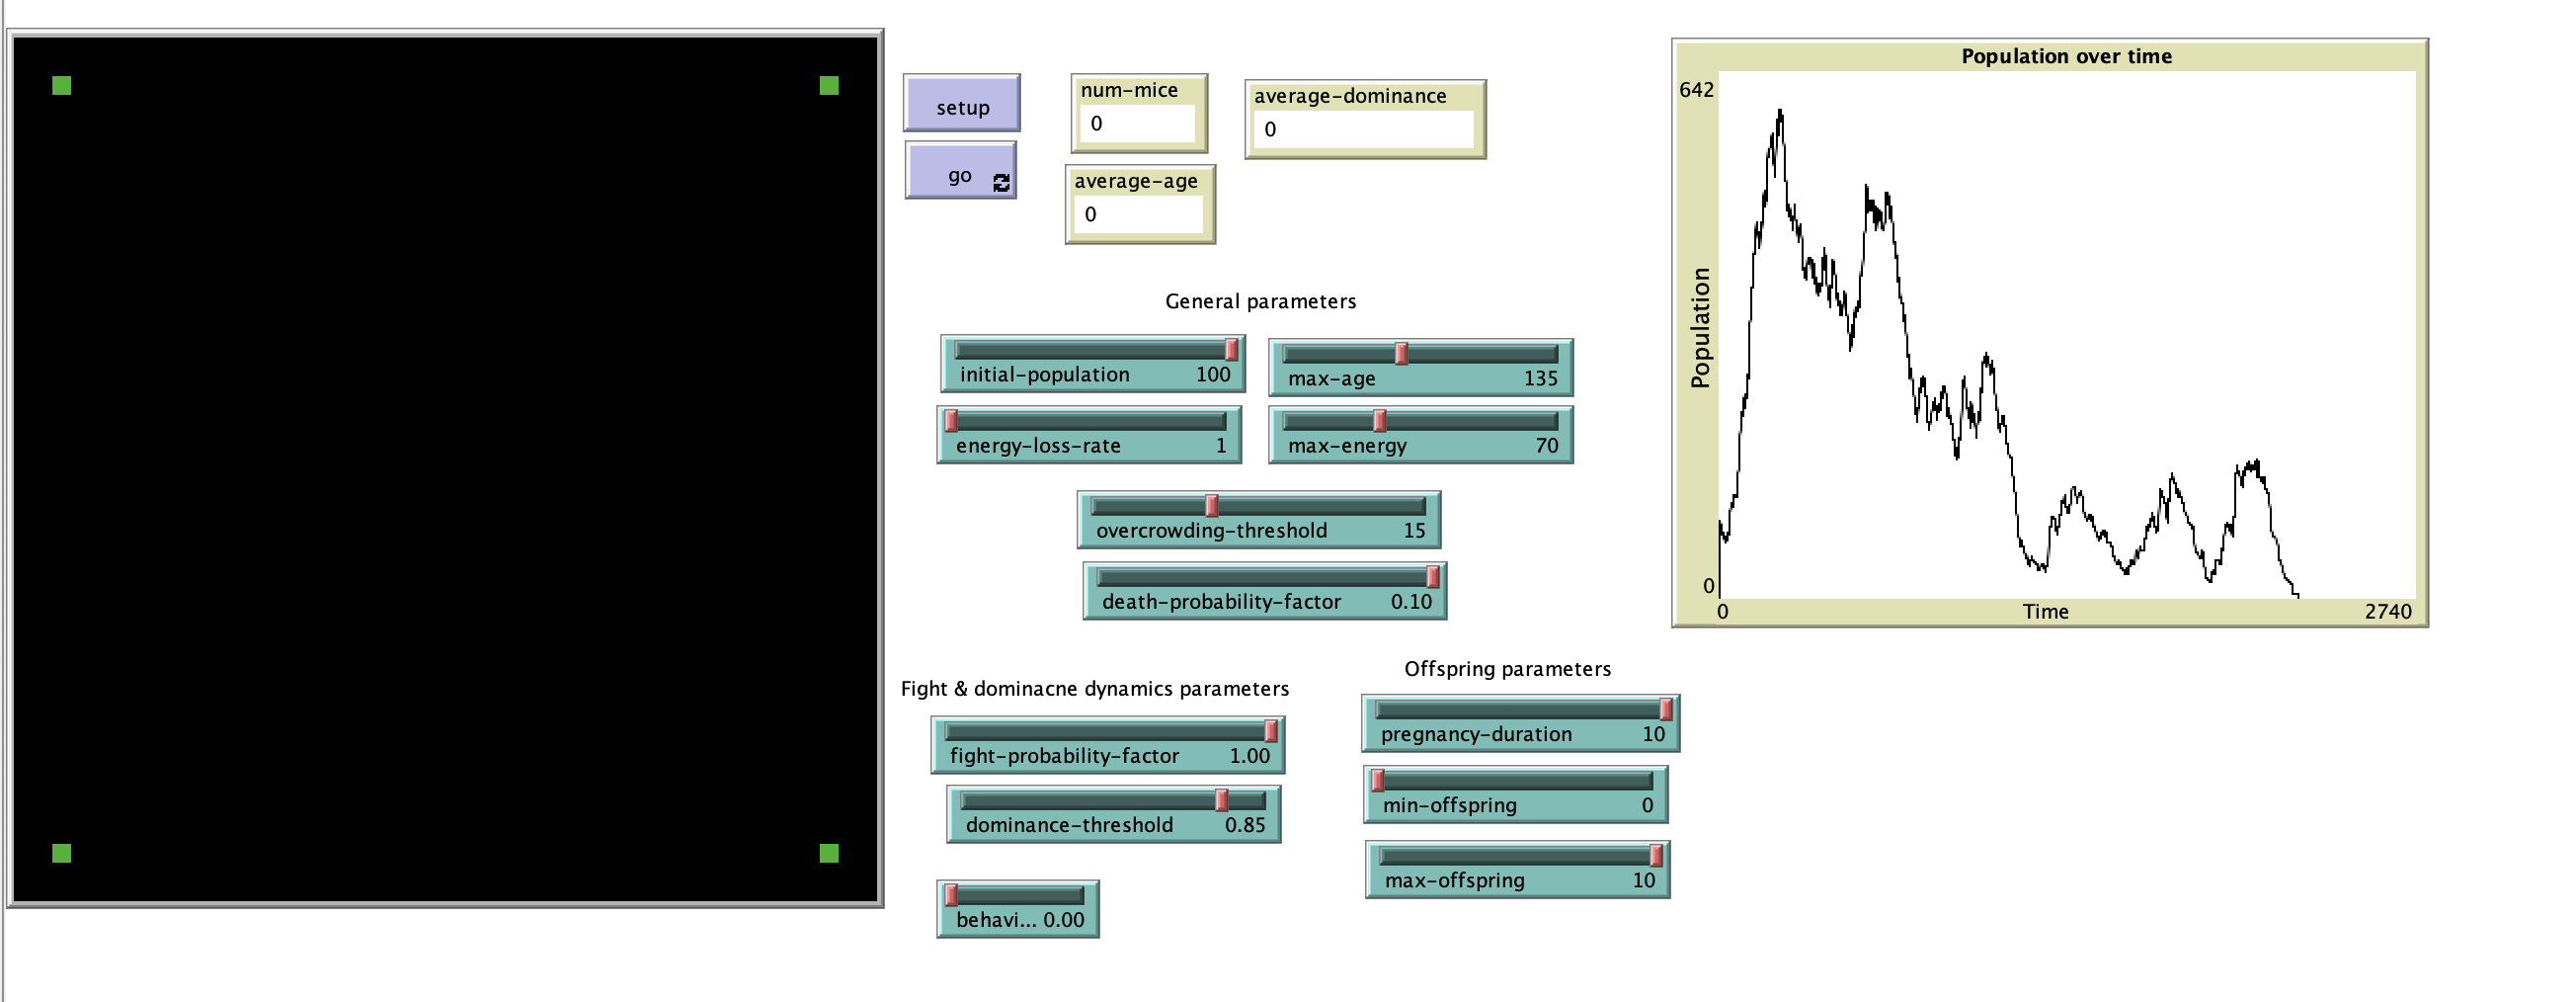 setup
go
num-mice
0
average-dominance
0
average-age
0
General parameters
initial-population 100
max-age 135
energy-loss-rate 1
max-energy 70
overcrowding-threshold 15
death-probability-factor 0.10
Fight & dominacne dynamics parameters
fight-probability-factor 1.00
dominance-threshold 0.85
behavi... 0.00
Offspring parameters
pregnancy-duration 10
min-offspring 0
max-offspring 10
Population over time
642
Population
0
0 Time 2740